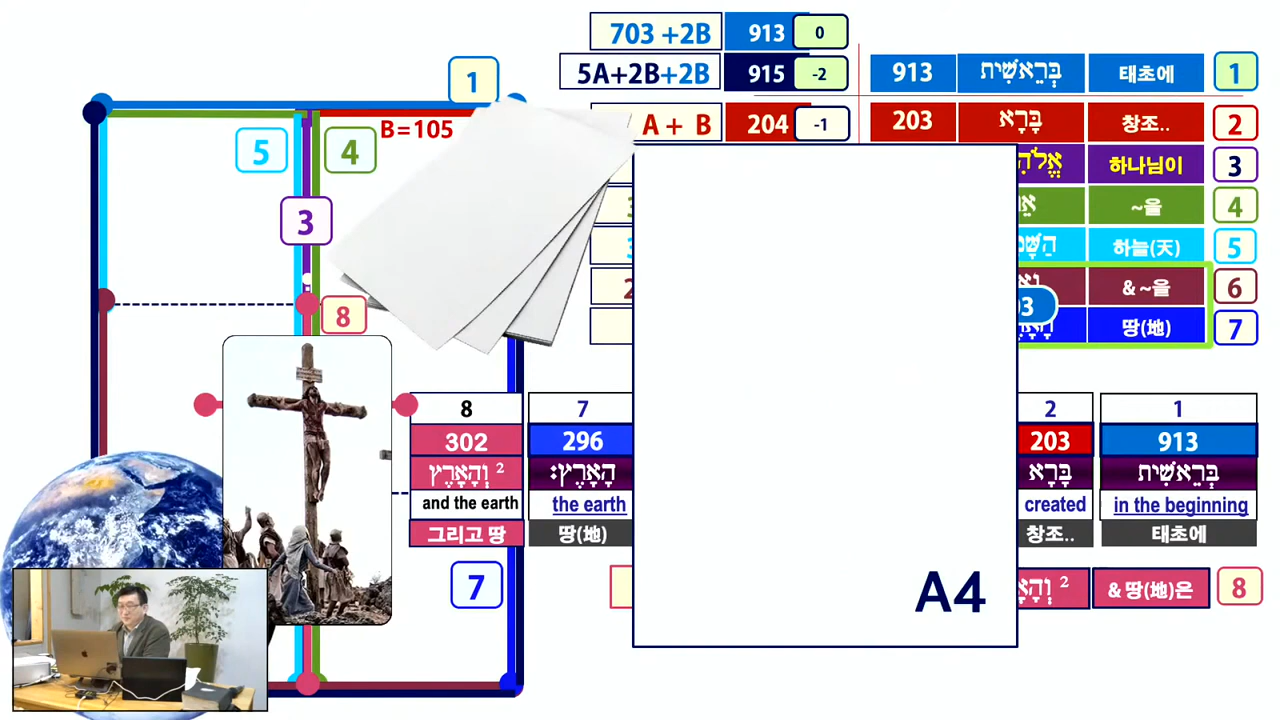 703 +2B 913 0
5A+2B+2B 915 -2
913 בְּרֵאשִׁית 태초에 1
1
B=105
A + B 204 -1
203 בָּרָא 창조.. 2
5
4
하나님이 3
~을 4
3
하늘(天) 5
& ~을 6
땅(地) 7
8
8 7 2 1
302 296 203 913
וְהָאָרֶץ 2 הָאָרֶץ׃ בָּרָא בְּרֵאשִׁית
and the earth the earth created in the beginning
그리고 땅 땅(地) 창조.. 태초에
7
A4
2 & 땅(地)은 8